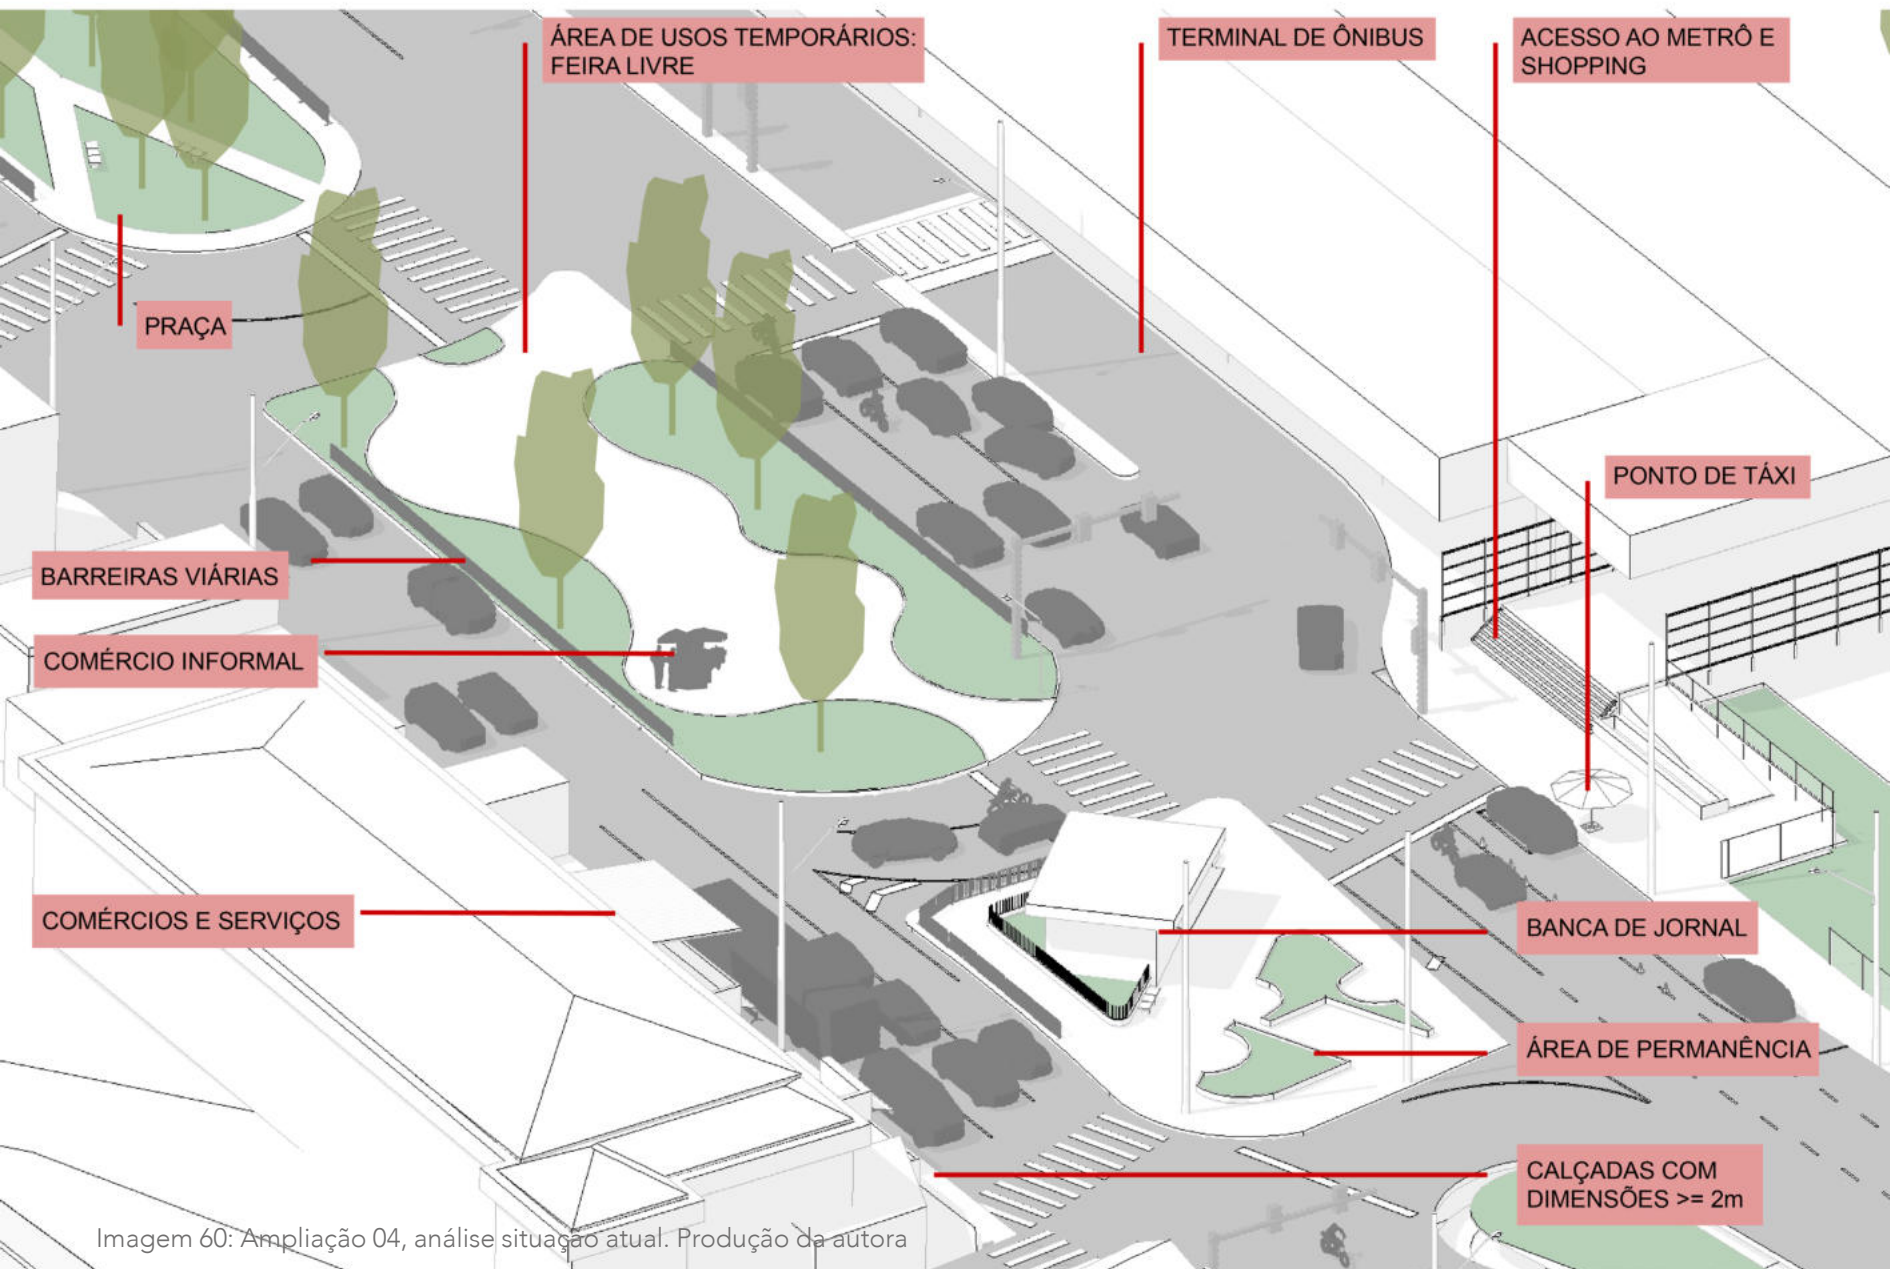 ÁREA DE USOS TEMPORÁRIOS:
FEIRA LIVRE
TERMINAL DE ÔNIBUS
ACESSO AO METRÔ E
SHOPPING
PRAÇA
PONTO DE TÁXI
BARREIRAS VIÁRIAS
COMÉRCIO INFORMAL
COMÉRCIOS E SERVIÇOS
BANCA DE JORNAL
ÁREA DE PERMANÊNCIA
CALÇADAS COM
DIMENSÕES >= 2m
Imagem 60: Ampliação 04, análise situação atual. Produção da autora